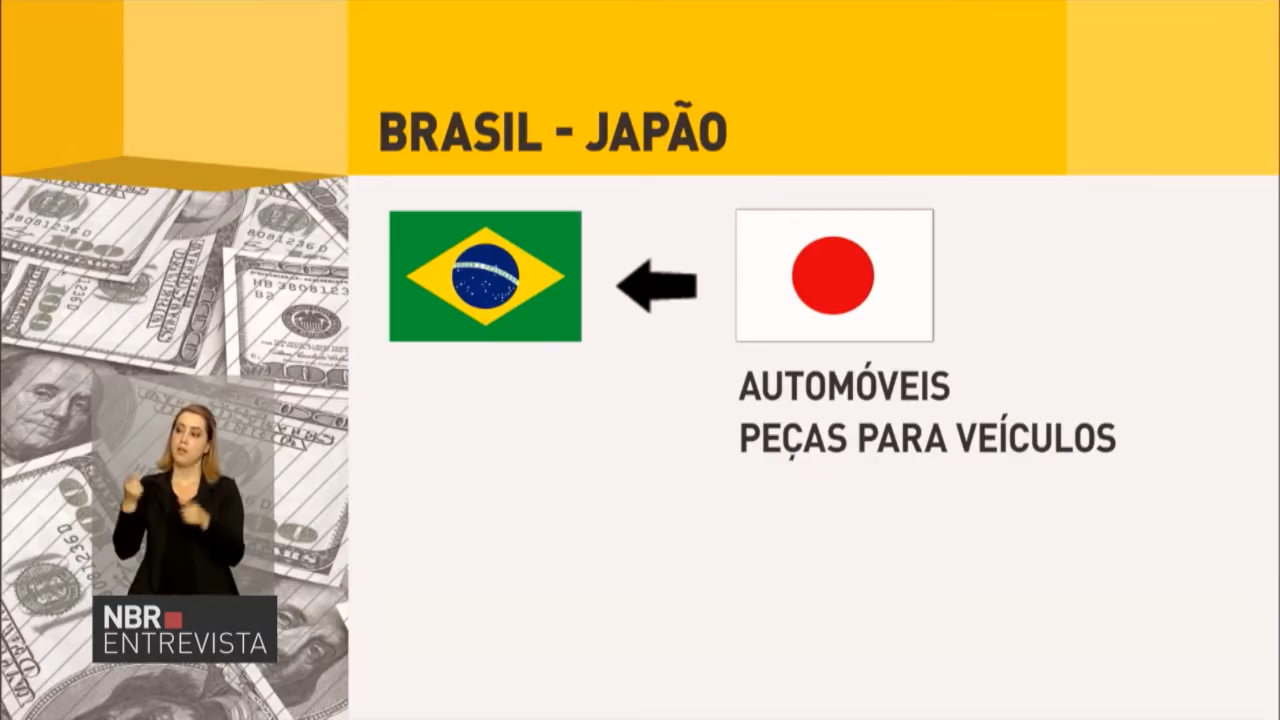 BRASIL - JAPÃO
AUTOMÓVEIS
PEÇAS PARA VEÍCULOS
NBR
ENTREVISTA